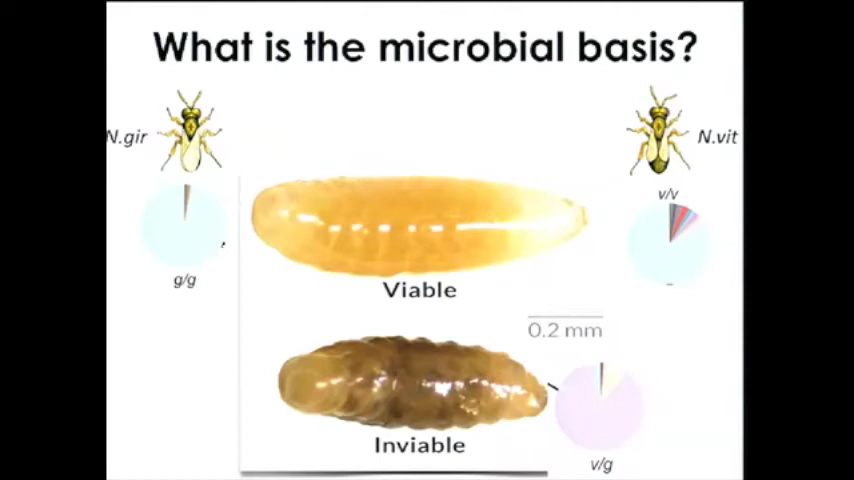 What is the microbial basis?
N.gir
N.vit
v/v
g/g
Viable
0.2 mm
Inviable
v/g